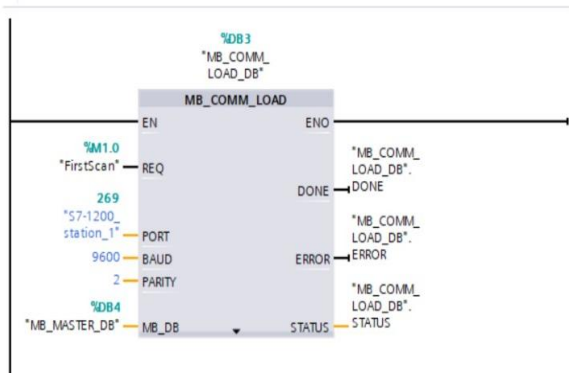 %DB3
"MB_COMM_
LOAD_DB"
MB_COMM_LOAD
EN
ENO
%M1.0
"FirstScan"
REQ
"MB_COMM_
LOAD_DB".
DONE
DONE
269
"S7-1200_
station_1"
PORT
"MB_COMM_
LOAD_DB".
ERROR
ERROR
9600
BAUD
2
PARITY
%DB4
"MB_MASTER_DB"
MB_DB
"MB_COMM_
LOAD_DB".
STATUS
STATUS